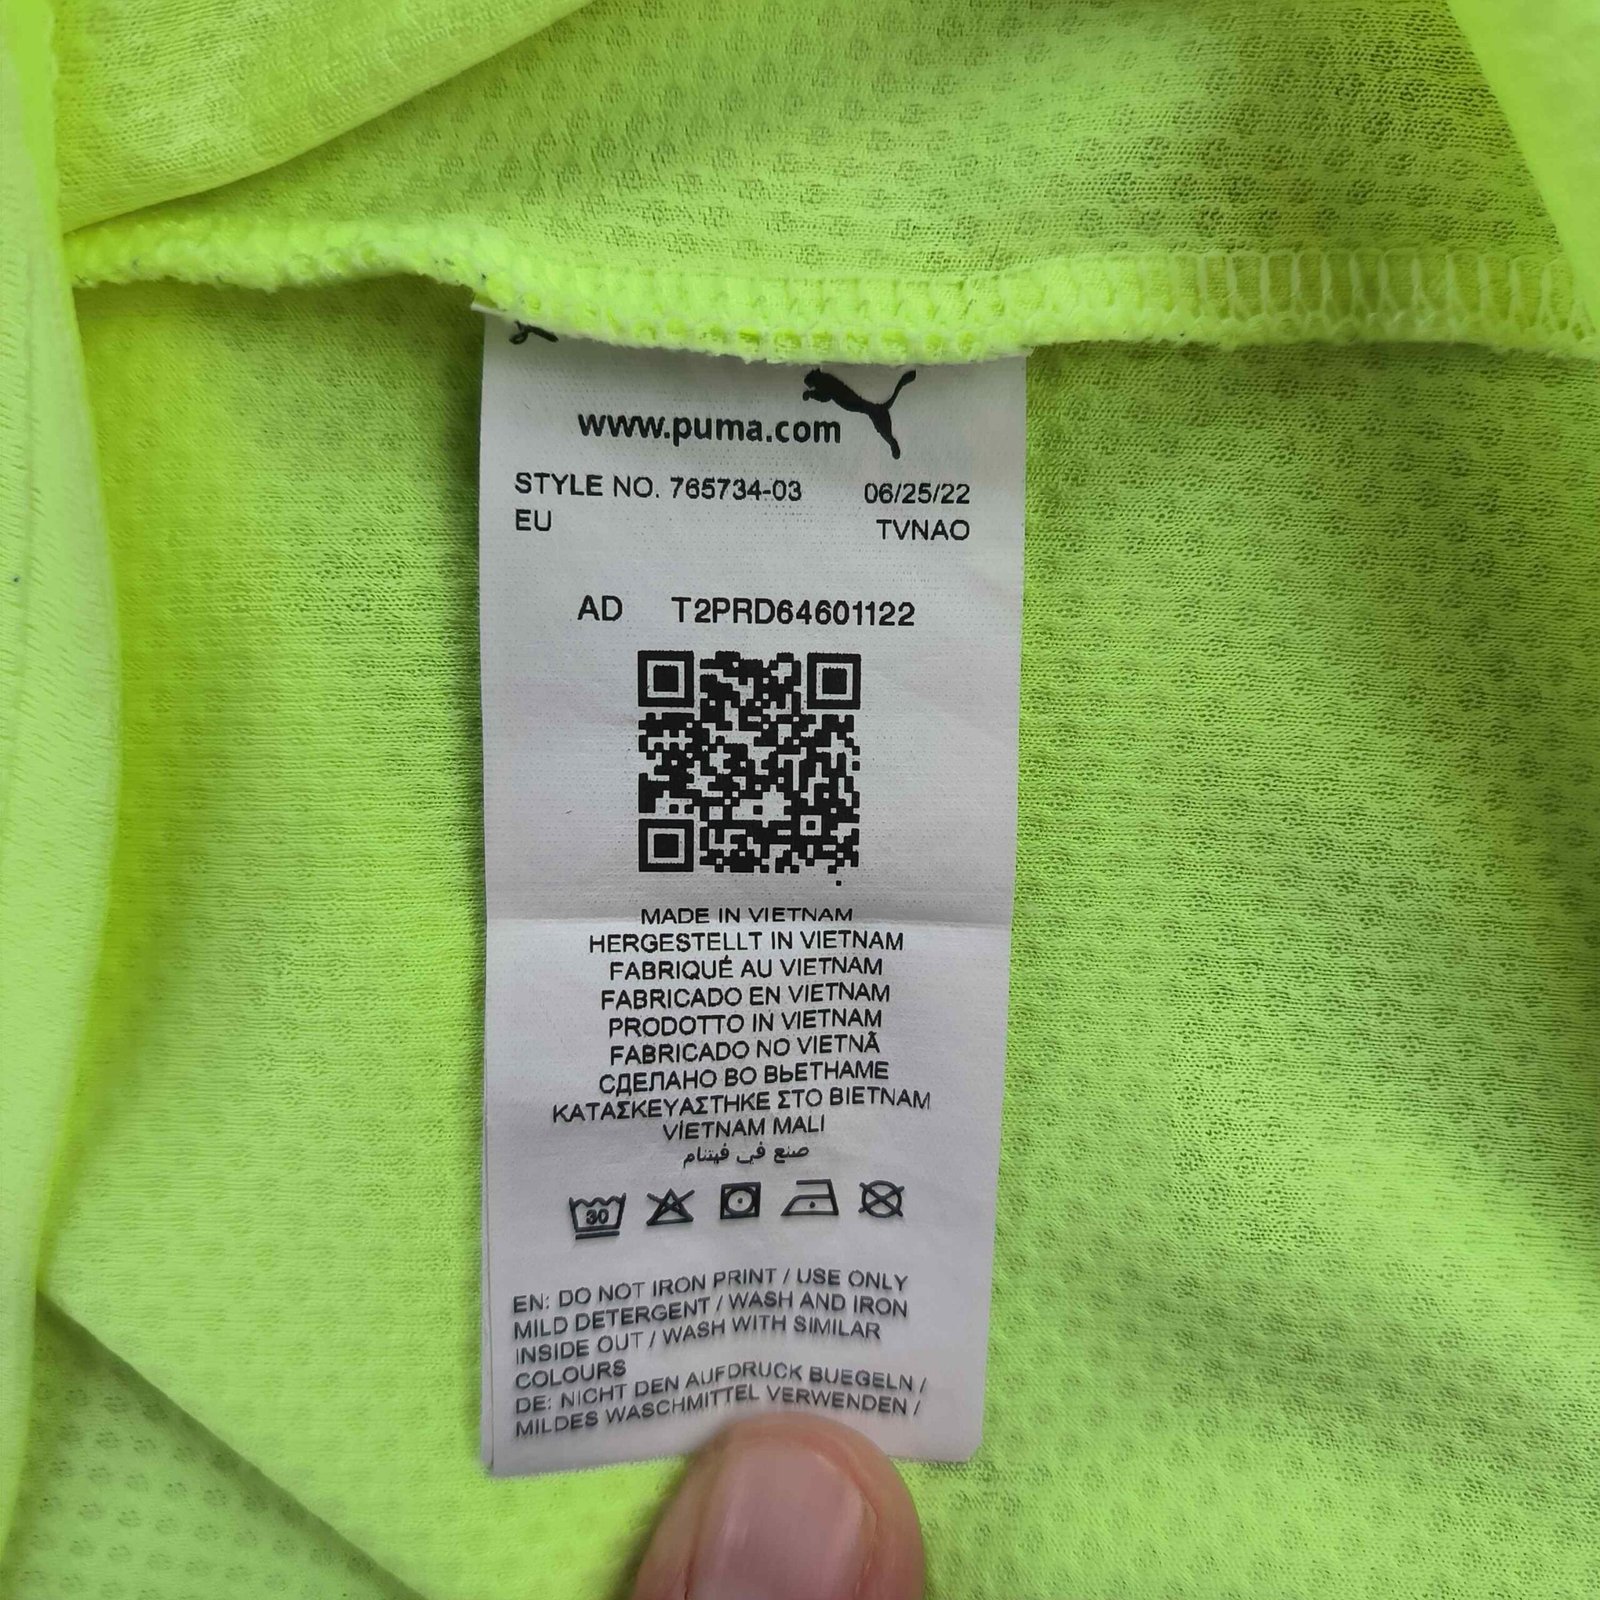 www.puma.com
STYLE NO. 765734-03 06/25/22
EU TVNAO
AD T2PRD64601122
MADE IN VIETNAM
HERGESTELLT IN VIETNAM
FABRIQUÉ AU VIETNAM
FABRICADO EN VIETNAM
PRODOTTO IN VIETNAM
FABRICADO NO VIETNÃ
СДЕЛАНО ВО ВЬЕТНАМЕ
ΚΑΤΑΣΚΕΥΑΣΤΗΚΕ ΣΤΟ ΒΙΕΤΝΑΜ
VİETNAM MALI
صنع في فيتنام
30
EN: DO NOT IRON PRINT / USE ONLY
MILD DETERGENT / WASH AND IRON
INSIDE OUT / WASH WITH SIMILAR
COLOURS
DE: NICHT DEN AUFDRUCK BUEGELN /
MILDES WASCHMITTEL VERWENDEN /